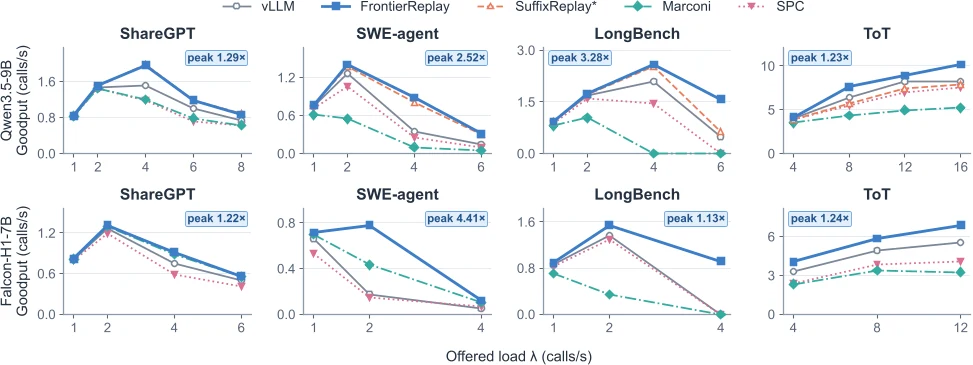 vLLM FrontierReplay SuffixReplay* Marconi SPC
ShareGPT SWE-agent LongBench ToT
Qwen3.5-9B
Goodput (calls/s)
peak 1.29× peak 2.52× peak 3.28× peak 1.23×
1.6
0.8
0.0
1 2 4 6 8
1.2
0.6
0.0
1 2 4 6
3.0
1.5
0.0
1 2 4 6
10
5
0
4 8 12 16
ShareGPT SWE-agent LongBench ToT
Falcon-H1-7B
Goodput (calls/s)
peak 1.22× peak 4.41× peak 1.13× peak 1.24×
1.2
0.6
0.0
1 2 4 6
0.8
0.4
0.0
1 2 4
1.6
0.8
0.0
1 2 4
6
3
0
4 8 12
Offered load λ (calls/s)